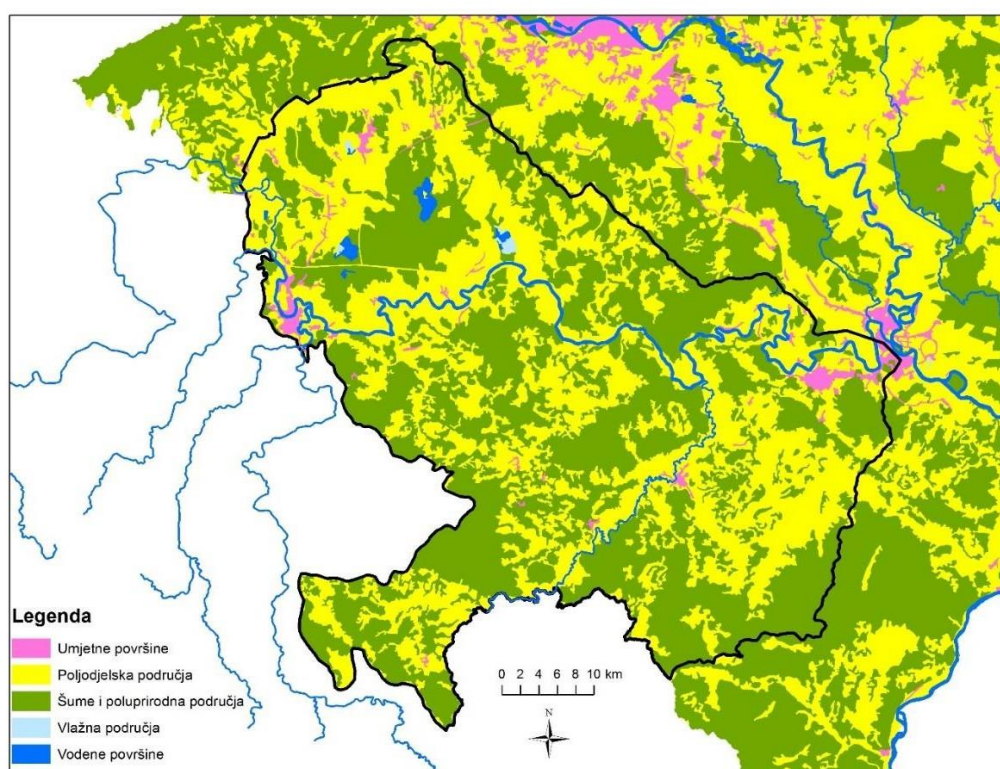 Legenda
Umjetne površine
Poljodjelska područja
Šume i poluprirodna područja
Vlažna područja
Vodene površine
0 2 4 6 8 10 km
N